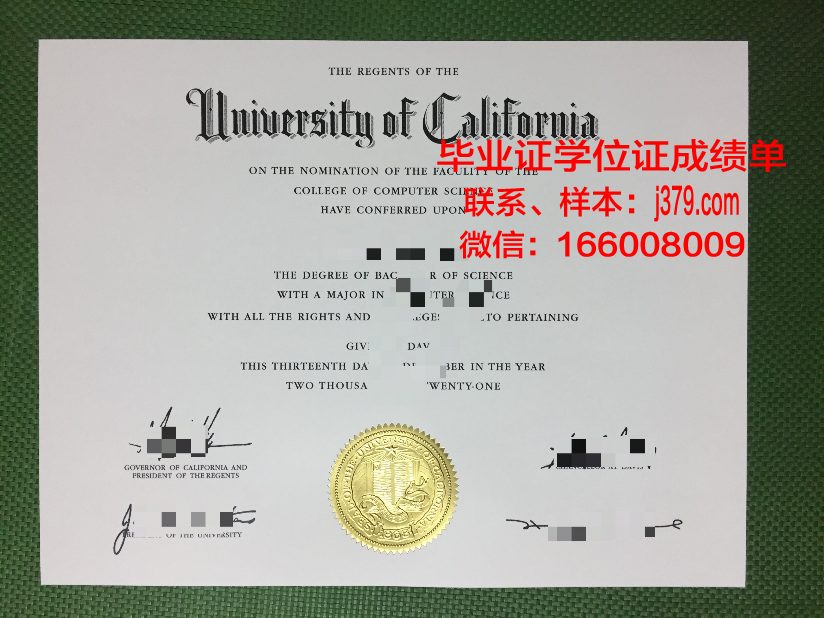 THE REGENTS OF THE
University of California
毕业证学位证成绩单
ON THE NOMINATION OF THE FACULTY OF THE
COLLEGE OF COMPUTER
联系、样本：j379.com
HAVE CONFERRED UPON
微信：166008009
THE DEGREE OF OF SCIENCE
WITH A MAJOR IN
WITH ALL THE RIGHTS AND TO PERTAINING
DAY
THIS THIRTEENTH IN THE YEAR
TWO TWENTY-ONE
GOVERNOR OF CALIFORNIA AND
PRESIDENT OF THE REGENTS
OF THE UNIVERSITY